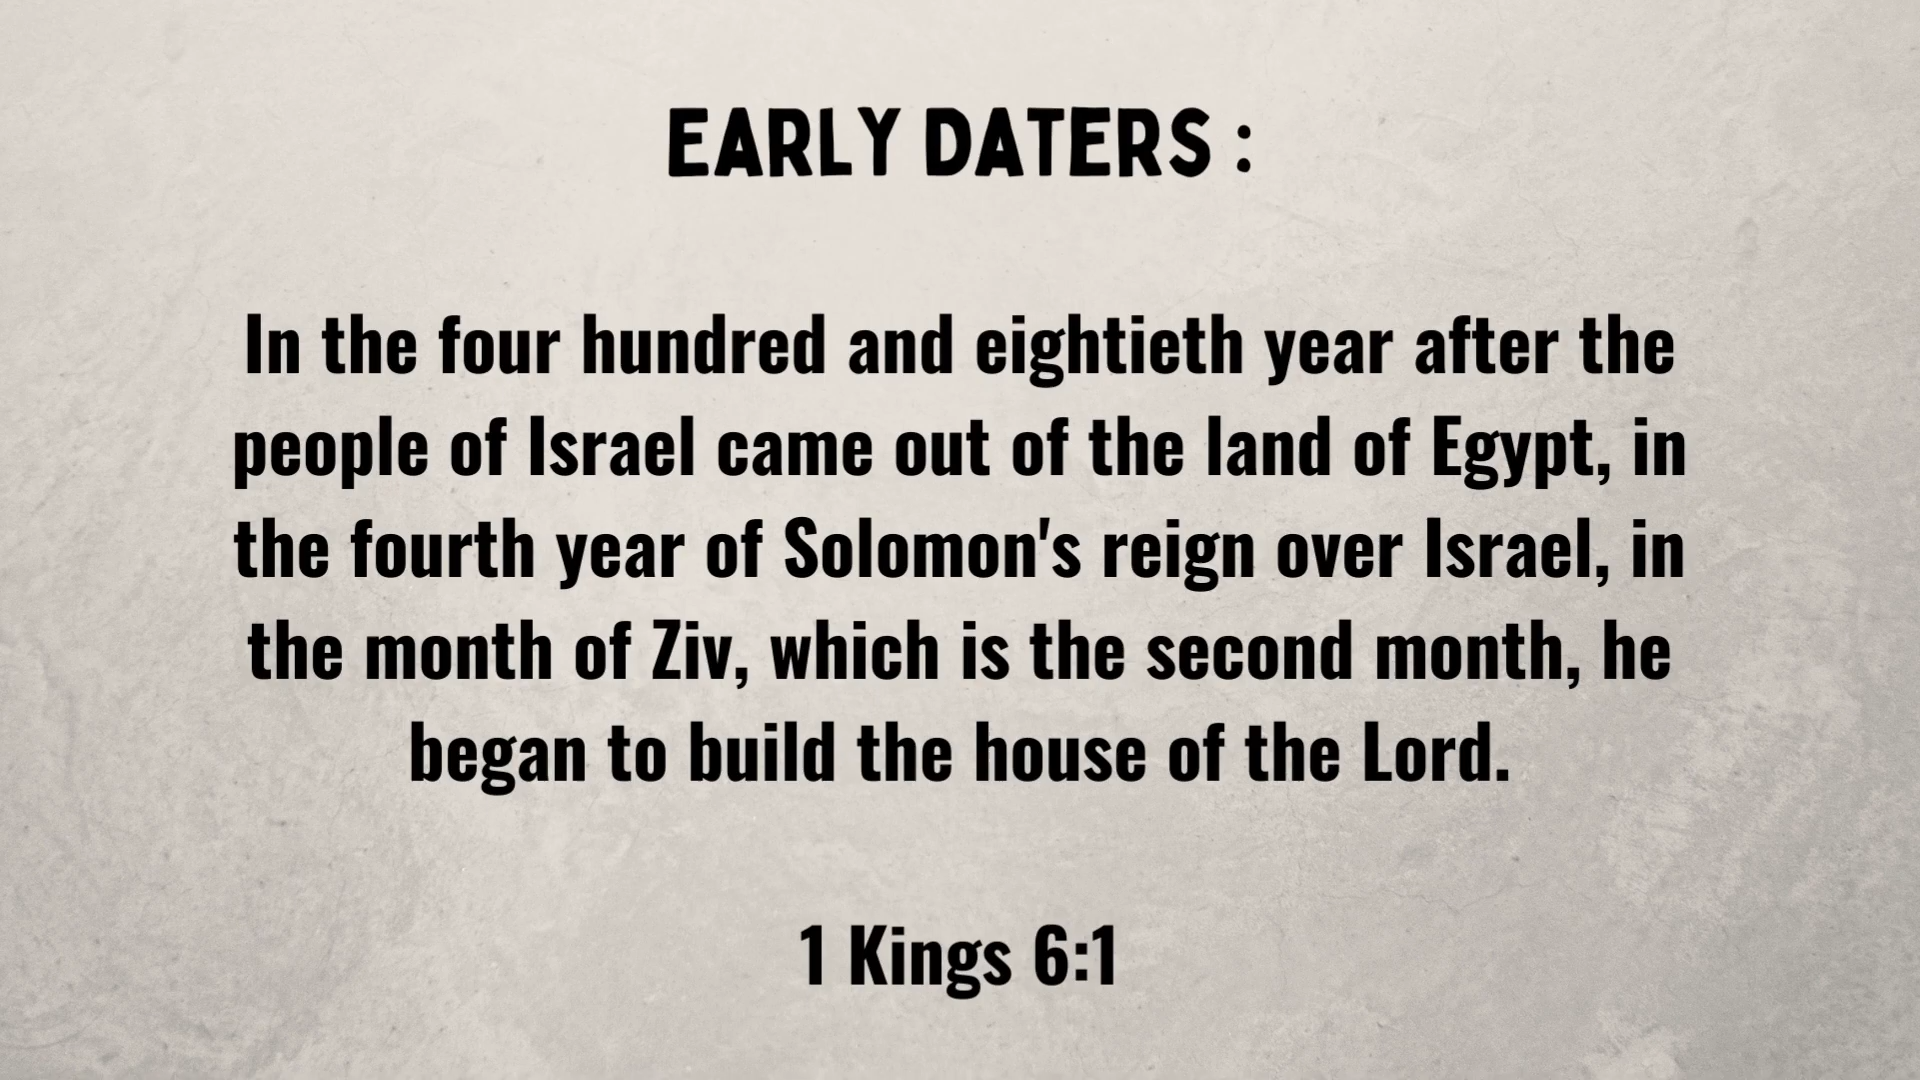 EARLY DATERS :
In the four hundred and eightieth year after the
people of Israel came out of the land of Egypt, in
the fourth year of Solomon's reign over Israel, in
the month of Ziv, which is the second month, he
began to build the house of the Lord.
1 Kings 6:1